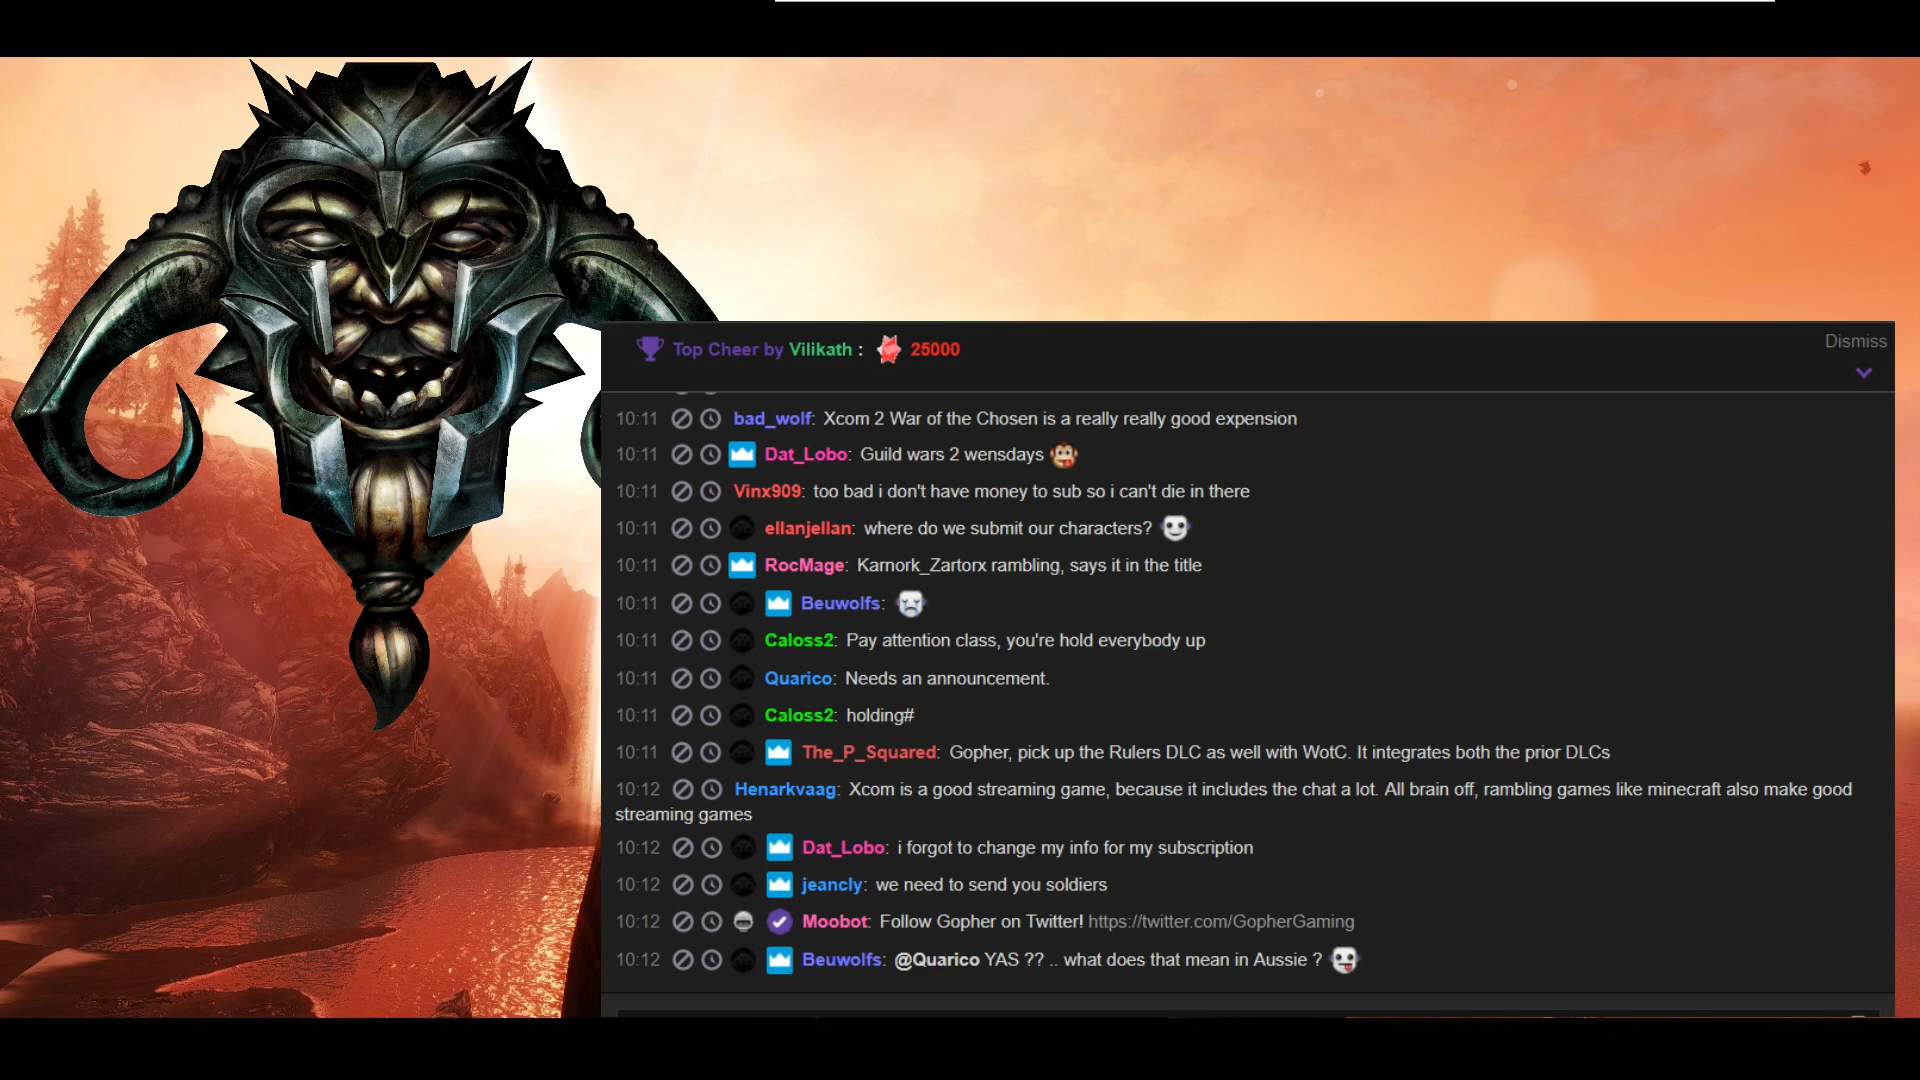 Top Cheer by Vilikath : 25000
Dismiss
10:11 bad_wolf: Xcom 2 War of the Chosen is a really really good expension
10:11 Dat_Lobo: Guild wars 2 wensdays
10:11 Vinx909: too bad i don't have money to sub so i can't die in there
10:11 ellanjellan: where do we submit our characters?
10:11 RocMage: Karnork_Zartorx rambling, says it in the title
10:11 Beuwolfs:
10:11 Caloss2: Pay attention class, you're hold everybody up
10:11 Quarico: Needs an announcement.
10:11 Caloss2: holding#
10:11 The_P_Squared: Gopher, pick up the Rulers DLC as well with WotC. It integrates both the prior DLCs
10:12 Henarkvaag: Xcom is a good streaming game, because it includes the chat a lot. All brain off, rambling games like minecraft also make good
streaming games
10:12 Dat_Lobo: i forgot to change my info for my subscription
10:12 jeancly: we need to send you soldiers
10:12 Moobot: Follow Gopher on Twitter! https://twitter.com/GopherGaming
10:12 Beuwolfs: @Quarico YAS ?? .. what does that mean in Aussie ?